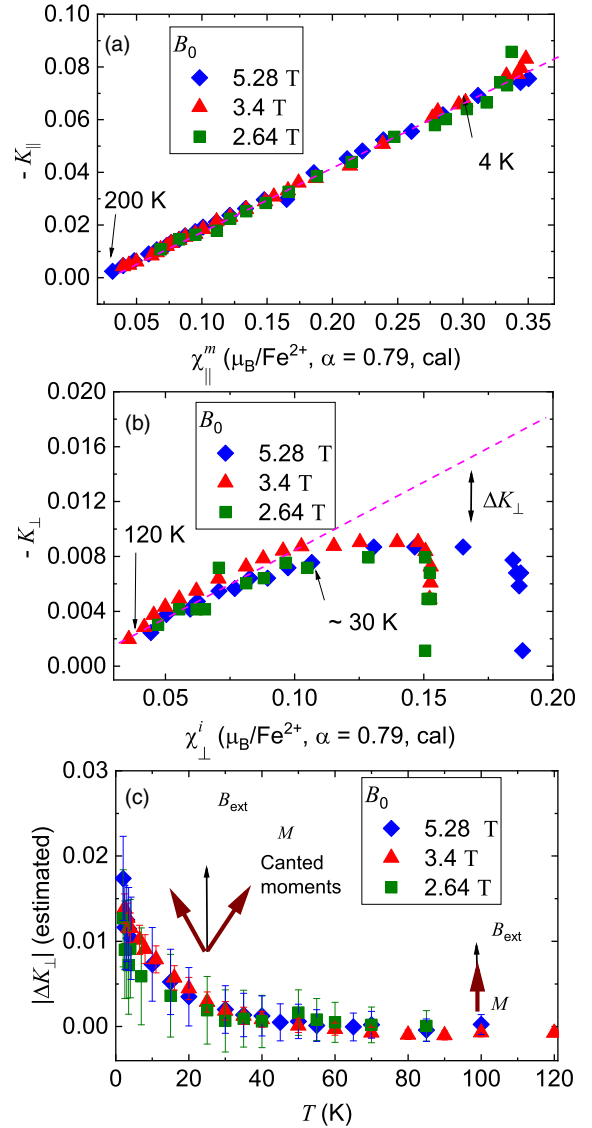 (a)
B₀
5.28 T
3.4 T
2.64 T
200 K
4 K
- K∥
0.10
0.08
0.06
0.04
0.02
0.00
0.05 0.10 0.15 0.20 0.25 0.30 0.35
χ∥ᵐ (μB/Fe²⁺, α = 0.79, cal)
(b)
B₀
5.28 T
3.4 T
2.64 T
ΔK⊥
120 K
~ 30 K
- K⊥
0.020
0.016
0.012
0.008
0.004
0.000
0.05 0.10 0.15 0.20
χ⊥ⁱ (μB/Fe²⁺, α = 0.79, cal)
(c)
Bext
M
Canted
moments
B₀
5.28 T
3.4 T
2.64 T
Bext
M
|ΔK⊥| (estimated)
0.03
0.02
0.01
0.00
0 20 40 60 80 100 120
T (K)